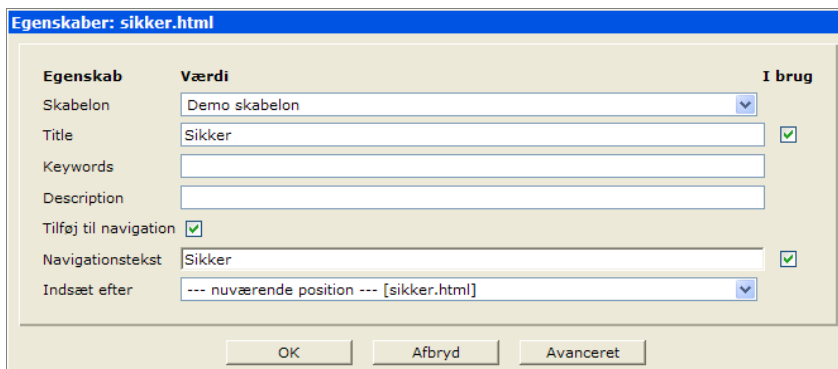 Egenskaber: sikker.html
Egenskab Værdi I brug
Skabelon Demo skabelon
Title Sikker
Keywords
Description
Tilføj til navigation
Navigationstekst Sikker
Indsæt efter --- nuværende position --- [sikker.html]
OK Afbryd Avanceret